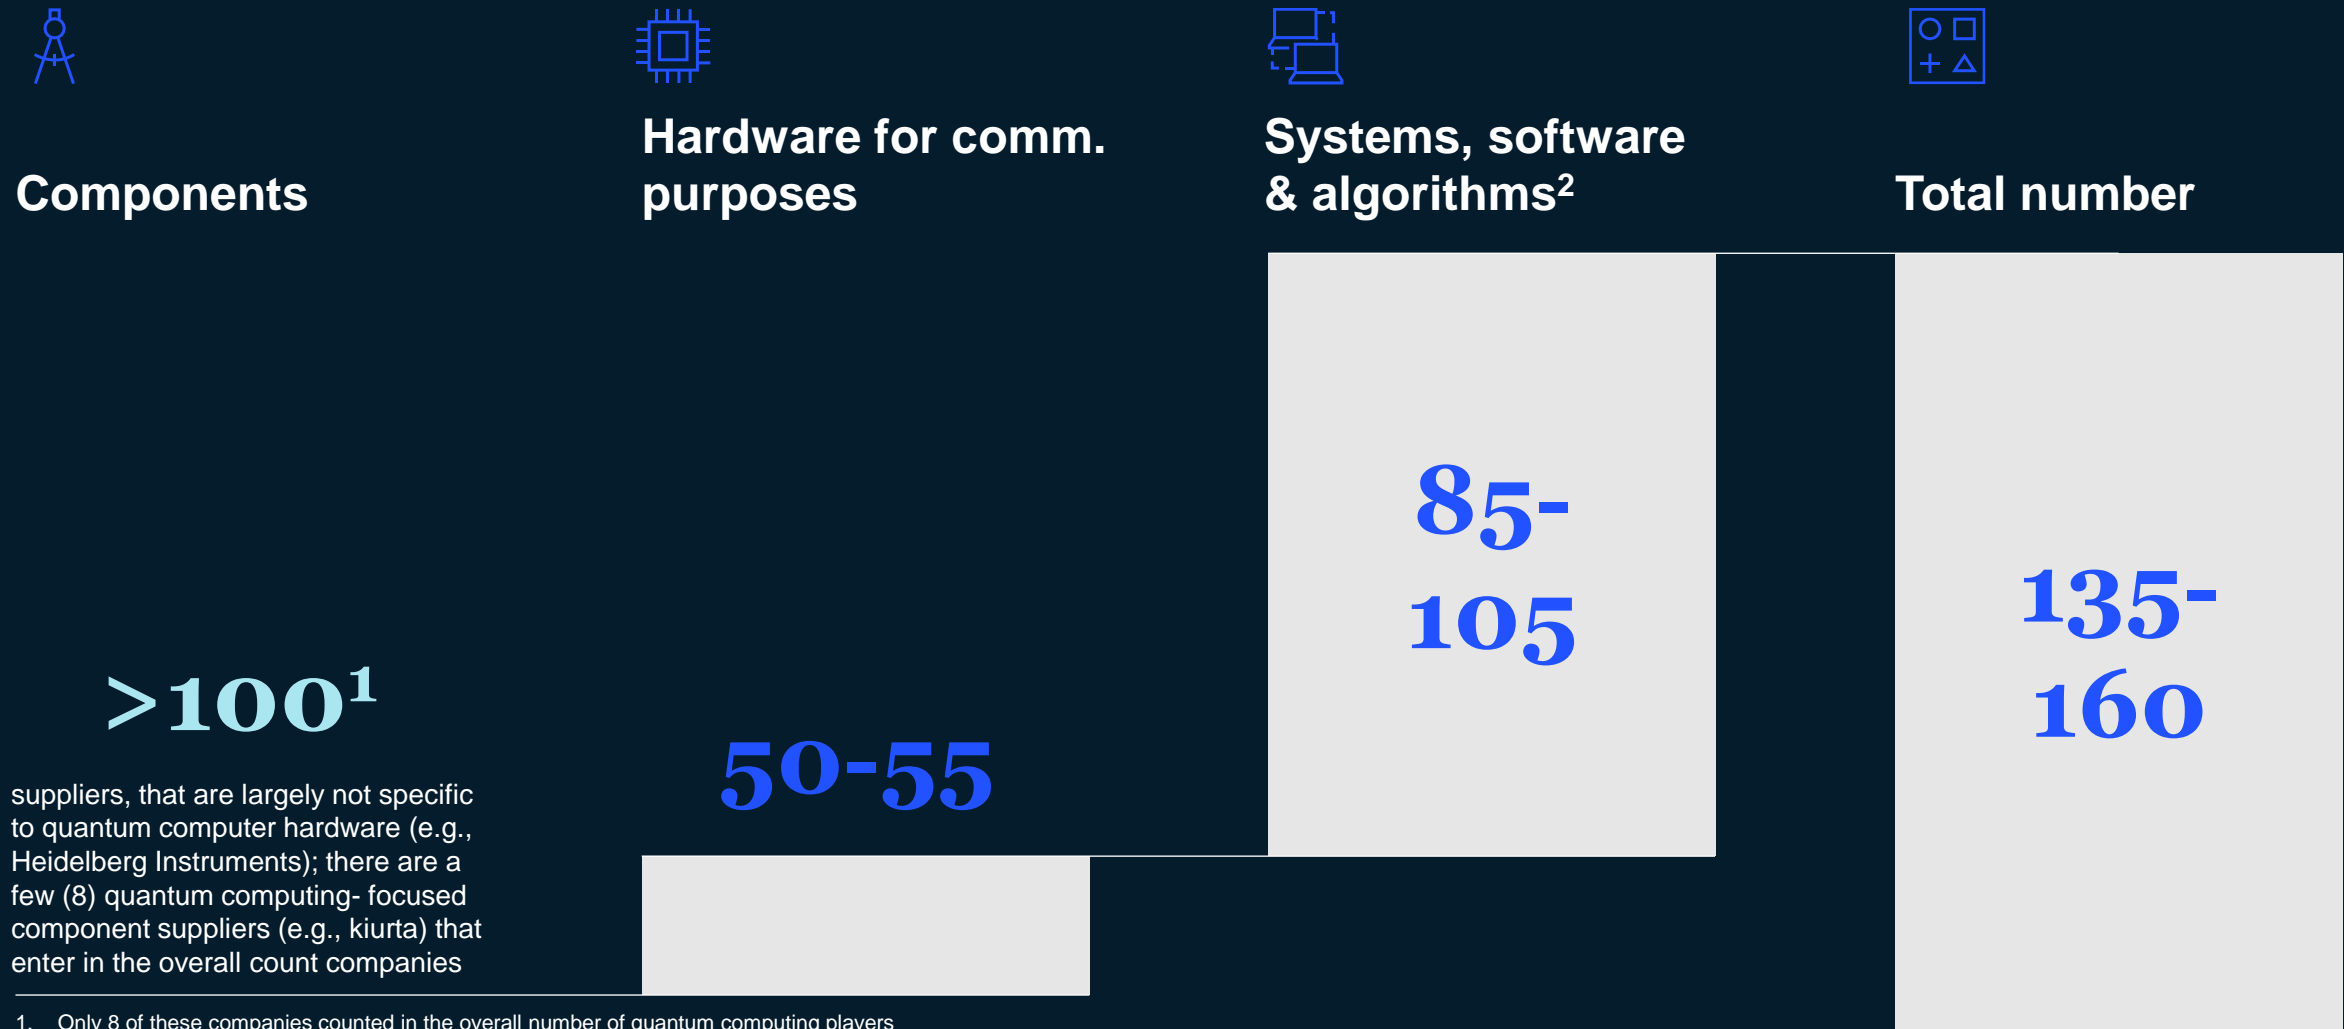 Components
Hardware for comm.
purposes
Systems, software
& algorithms²
Total number
>100¹
suppliers, that are largely not specific
to quantum computer hardware (e.g.,
Heidelberg Instruments); there are a
few (8) quantum computing- focused
component suppliers (e.g., kiurta) that
enter in the overall count companies
50-55
85-
105
135-
160
1. Only 8 of these companies counted in the overall number of quantum computing players